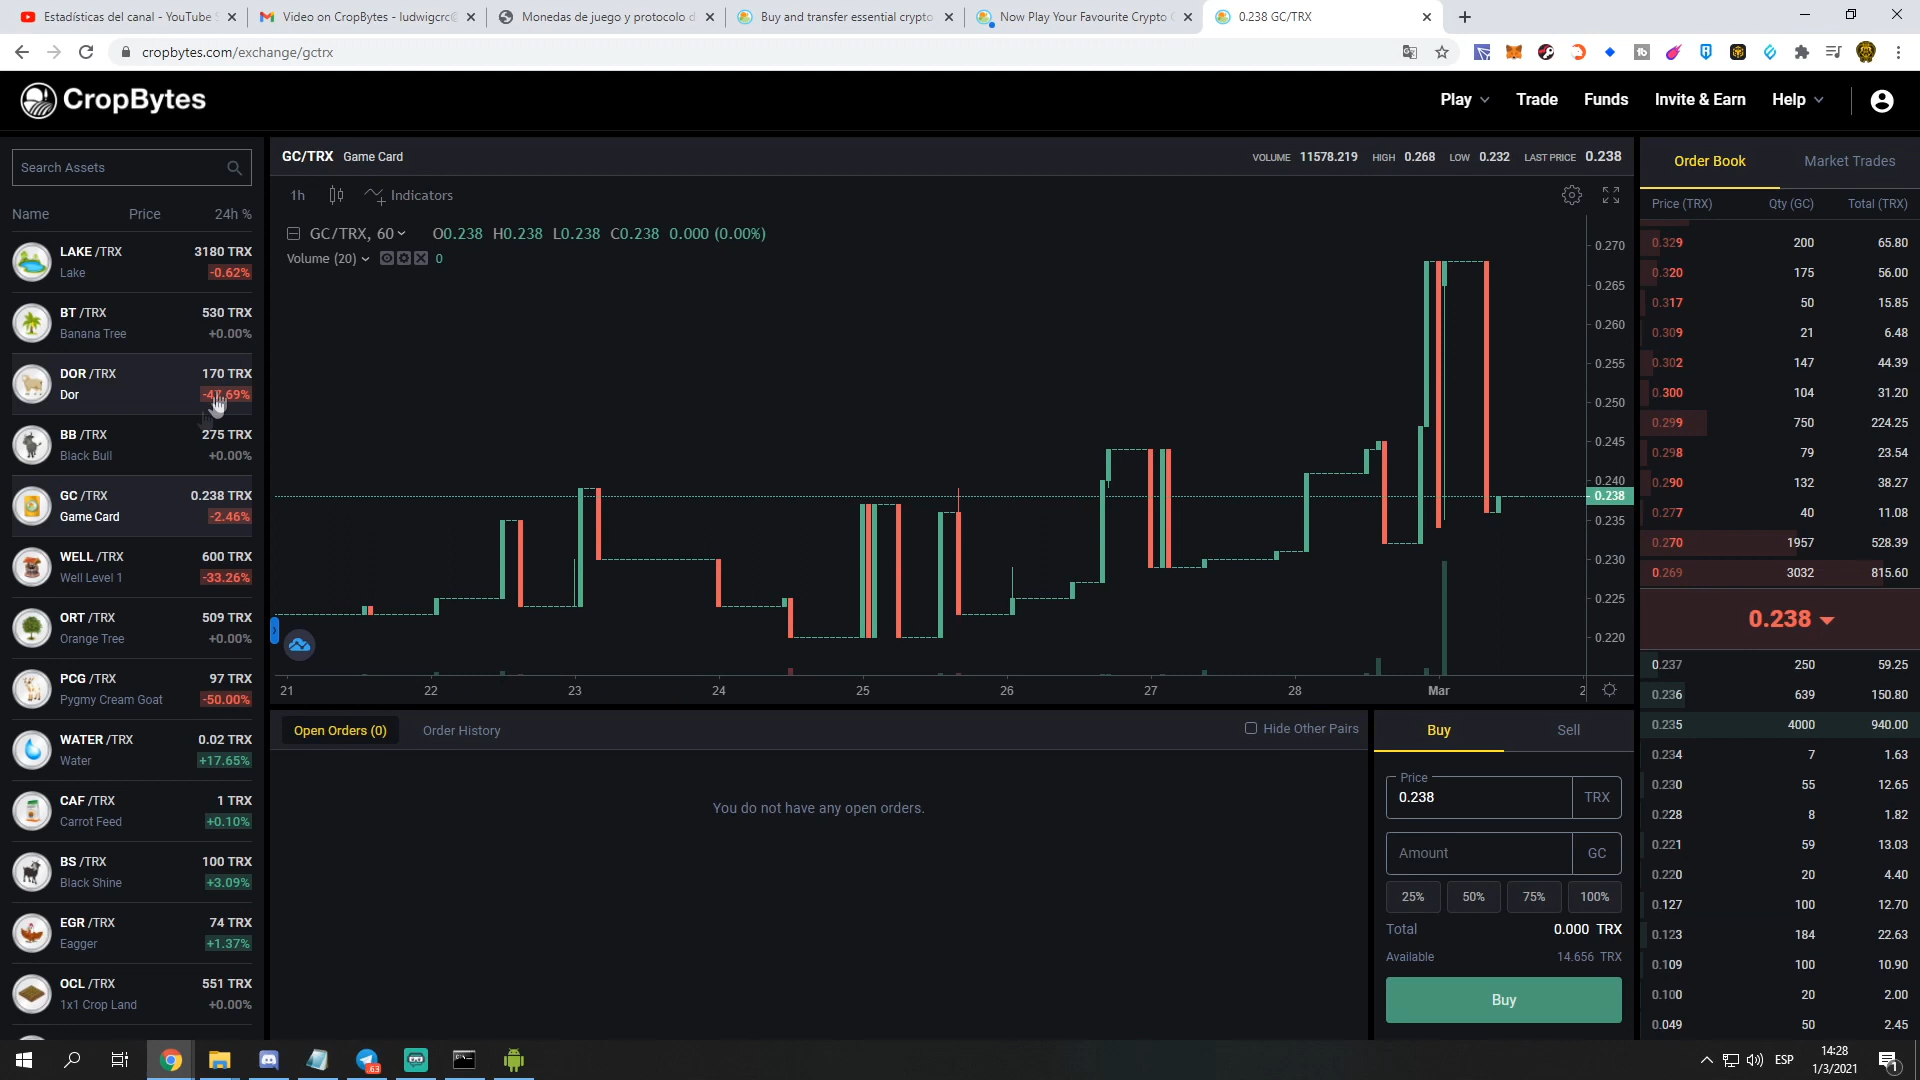 Estadísticas del canal - YouTube S
Video on CropBytes - ludwigcrc@
Monedas de juego y protocolo d
Buy and transfer essential crypto
Now Play Your Favourite Crypto
0.238 GC/TRX
cropbytes.com/exchange/gctrx
CropBytes
Play
Trade
Funds
Invite & Earn
Help
Search Assets
Name Price 24h %
LAKE /TRX 3180 TRX
Lake -0.62%
BT /TRX 530 TRX
Banana Tree +0.00%
DOR /TRX 170 TRX
Dor
BB /TRX 275 TRX
Black Bull +0.00%
GC /TRX 0.238 TRX
Game Card -2.46%
WELL /TRX 600 TRX
Well Level 1 -33.26%
ORT /TRX 509 TRX
Orange Tree +0.00%
PCG /TRX 97 TRX
Pygmy Cream Goat -50.00%
WATER /TRX 0.02 TRX
Water +17.65%
CAF /TRX 1 TRX
Carrot Feed +0.10%
BS /TRX 100 TRX
Black Shine +3.09%
EGR /TRX 74 TRX
Eagger +1.37%
OCL /TRX 551 TRX
1x1 Crop Land +0.00%
GC/TRX Game Card
VOLUME 11578.219 HIGH 0.268 LOW 0.232 LAST PRICE 0.238
1h Indicators
GC/TRX, 60 O0.238 H0.238 L0.238 C0.238 0.000 (0.00%)
Volume (20) 0
0.270
0.265
0.260
0.255
0.250
0.245
0.240
0.238
0.235
0.230
0.225
0.220
21 22 23 24 25 26 27 28 Mar 2
Open Orders (0) Order History
Hide Other Pairs
You do not have any open orders.
Buy Sell
Price
0.238 TRX
Amount GC
25% 50% 75% 100%
Total 0.000 TRX
Available 14.656 TRX
Buy
Order Book Market Trades
Price (TRX) Qty (GC) Total (TRX)
0.329 200 65.80
0.320 175 56.00
0.317 50 15.85
0.309 21 6.48
0.302 147 44.39
0.300 104 31.20
0.299 750 224.25
0.298 79 23.54
0.290 132 38.27
0.277 40 11.08
0.270 1957 528.39
0.269 3032 815.60
0.238
0.237 250 59.25
0.236 639 150.80
0.235 4000 940.00
0.234 7 1.63
0.230 55 12.65
0.228 8 1.82
0.221 59 13.03
0.220 20 4.40
0.127 100 12.70
0.123 184 22.63
0.109 100 10.90
0.100 20 2.00
0.049 50 2.45
63
ESP
14:28
1/3/2021
1